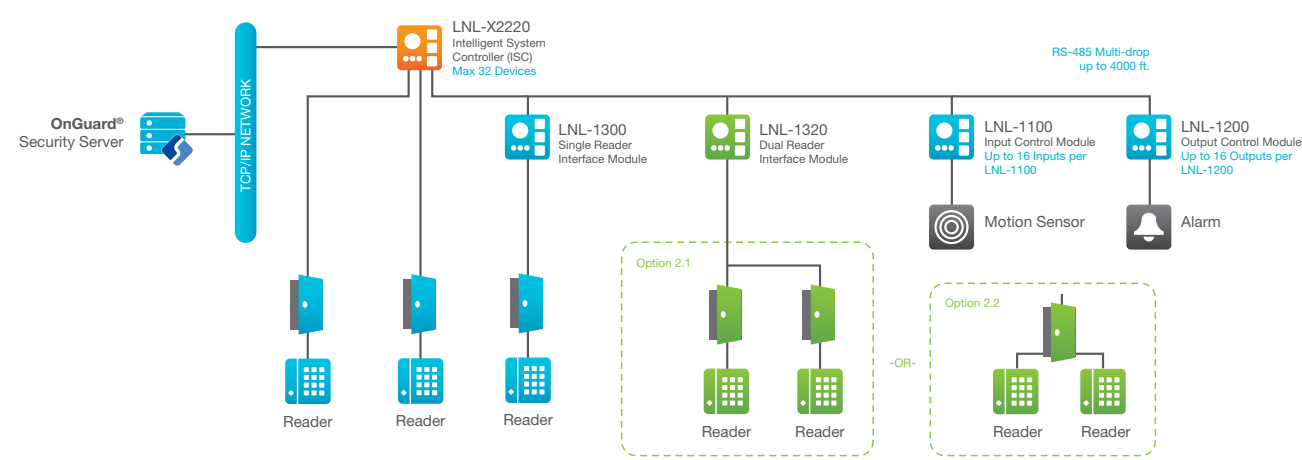 LNL-X2220
Intelligent System
Controller (ISC)
Max 32 Devices
RS-485 Multi-drop
up to 4000 ft.
OnGuard®
Security Server
TCP/IP NETWORK
LNL-1300
Single Reader
Interface Module
LNL-1320
Dual Reader
Interface Module
LNL-1100
Input Control Module
Up to 16 Inputs per
LNL-1100
LNL-1200
Output Control Module
Up to 16 Outputs per
LNL-1200
Motion Sensor
Alarm
Option 2.1
Option 2.2
-OR-
Reader
Reader
Reader
Reader
Reader
Reader
Reader